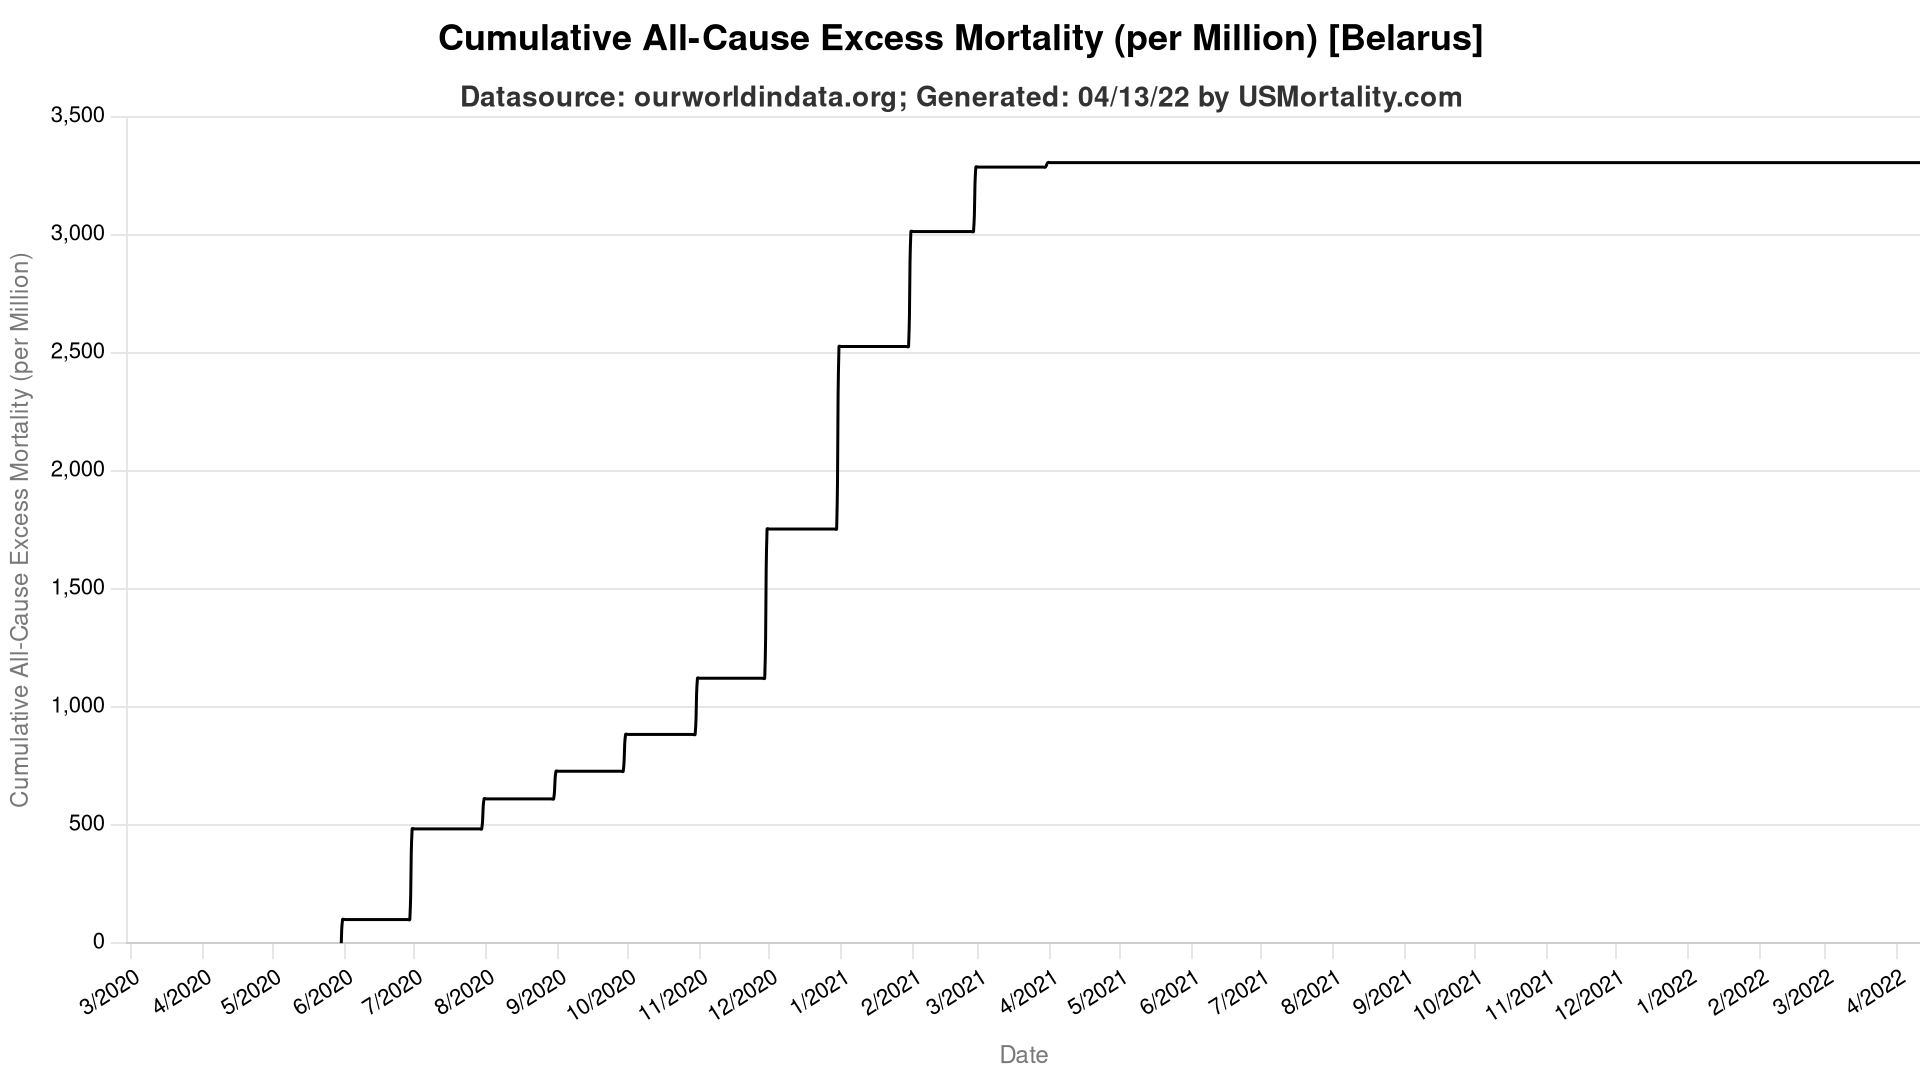 Cumulative All-Cause Excess Mortality (per Million) [Belarus]
Datasource: ourworldindata.org; Generated: 04/13/22 by USMortality.com
Cumulative All-Cause Excess Mortality (per Million)
3,500
3,000
2,500
2,000
1,500
1,000
500
0
3/2020 4/2020 5/2020 6/2020 7/2020 8/2020 9/2020 10/2020 11/2020 12/2020 1/2021 2/2021 3/2021 4/2021 5/2021 6/2021 7/2021 8/2021 9/2021 10/2021 11/2021 12/2021 1/2022 2/2022 3/2022 4/2022
Date